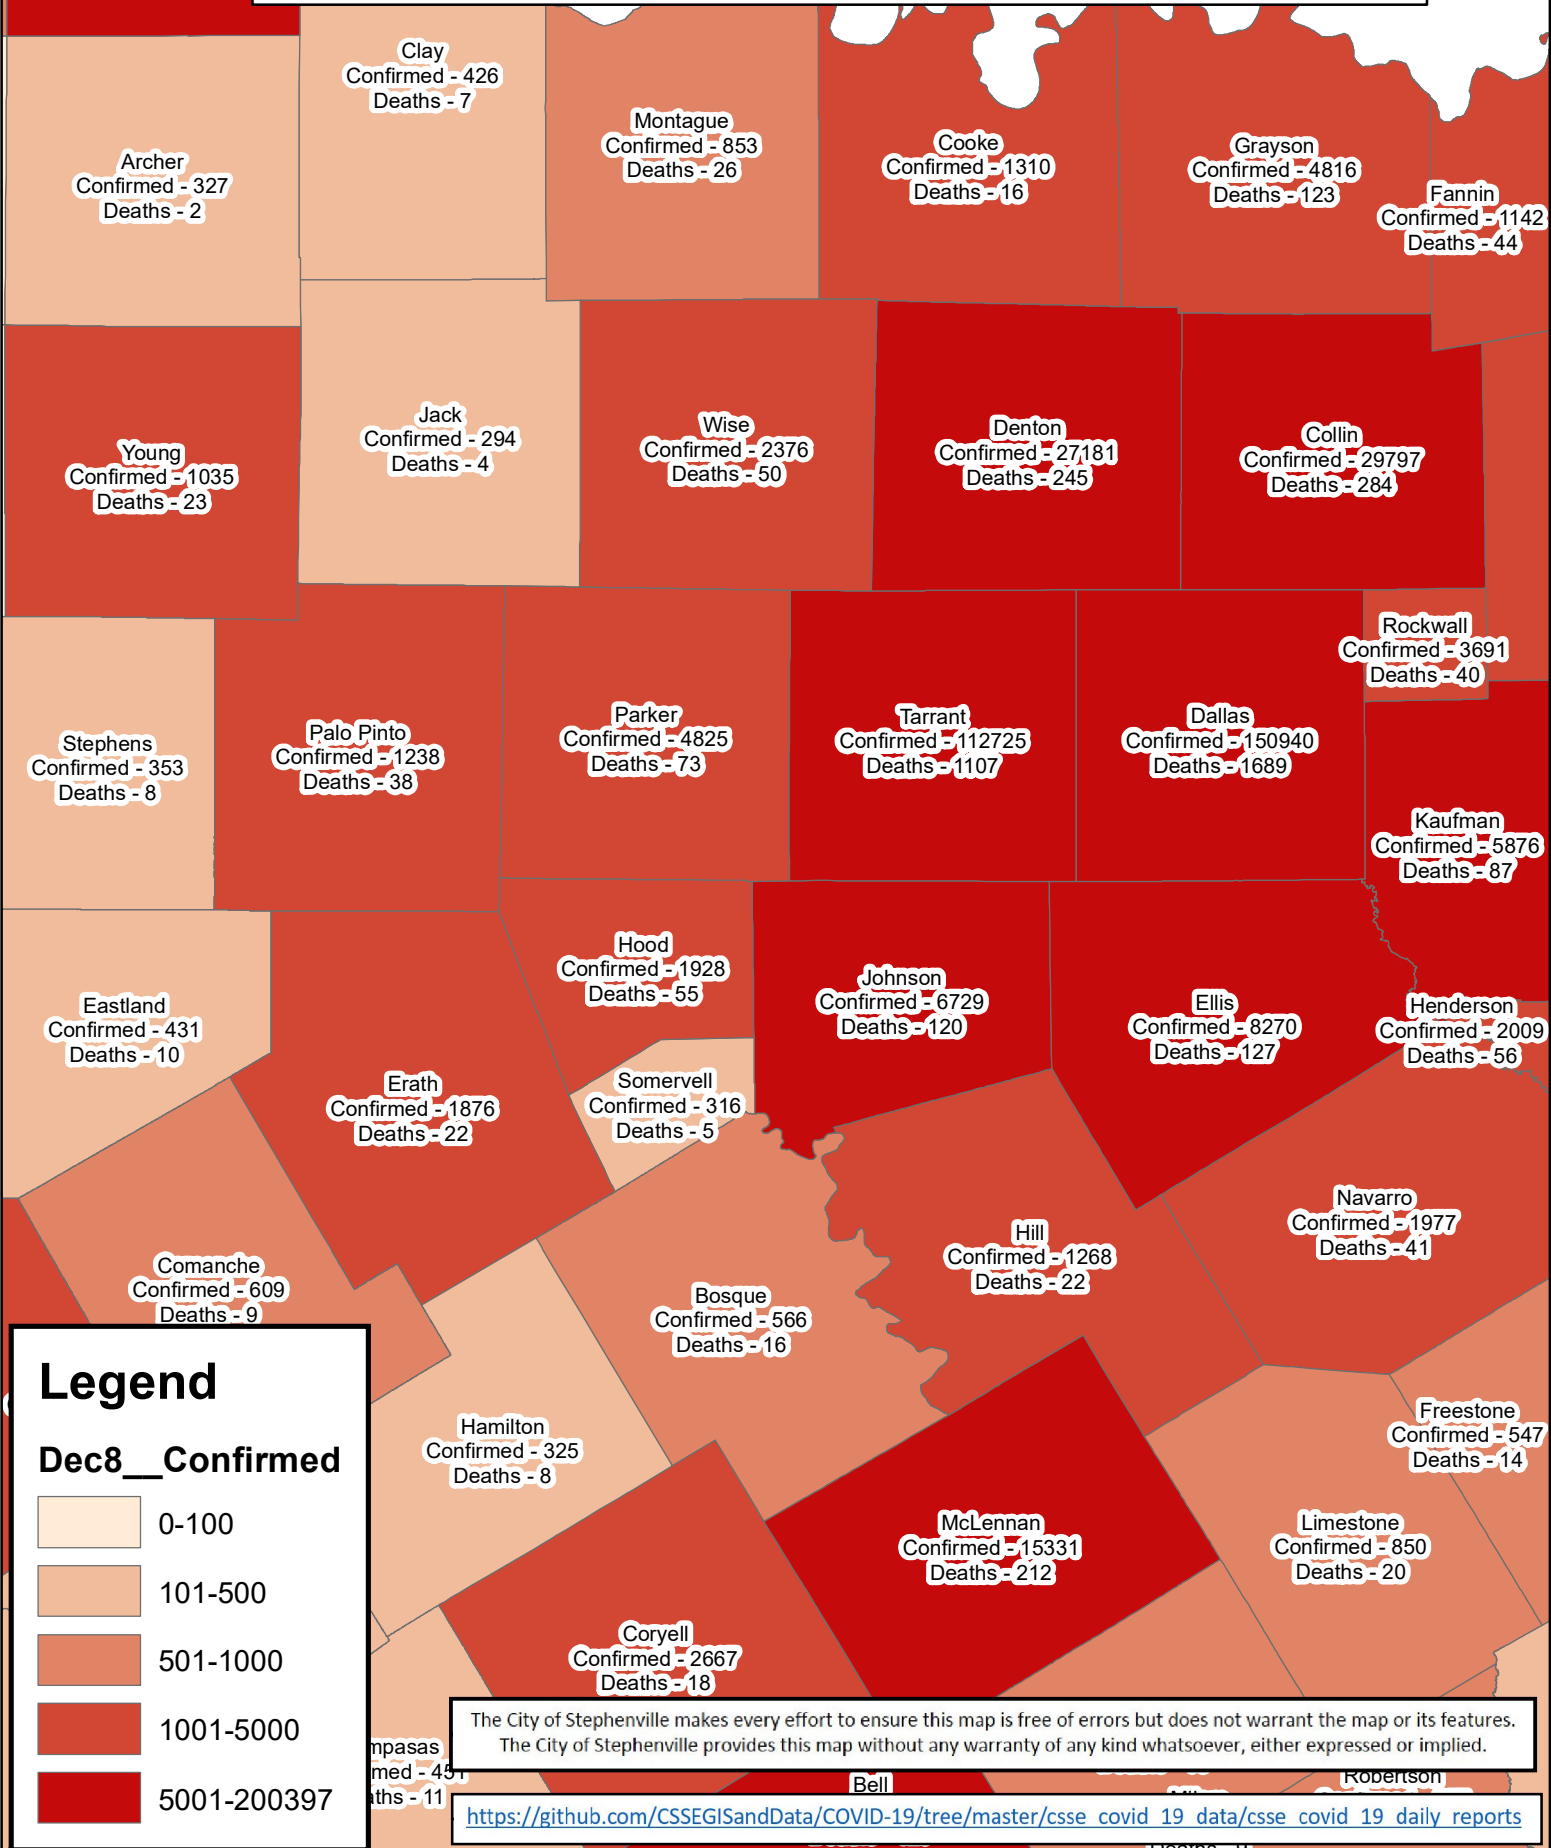 Clay
Confirmed - 426
Deaths - 7
Montague
Confirmed - 853
Deaths - 26
Cooke
Confirmed - 1310
Deaths - 16
Grayson
Confirmed - 4816
Deaths - 123
Archer
Confirmed - 327
Deaths - 2
Fannin
Confirmed - 1142
Deaths - 44
Young
Confirmed - 1035
Deaths - 23
Jack
Confirmed - 294
Deaths - 4
Wise
Confirmed - 2376
Deaths - 50
Denton
Confirmed - 27181
Deaths - 245
Collin
Confirmed - 29797
Deaths - 284
Rockwall
Confirmed - 3691
Deaths - 40
Stephens
Confirmed - 353
Deaths - 8
Palo Pinto
Confirmed - 1238
Deaths - 38
Parker
Confirmed - 4825
Deaths - 73
Tarrant
Confirmed - 112725
Deaths - 1107
Dallas
Confirmed - 150940
Deaths - 1689
Kaufman
Confirmed - 5876
Deaths - 87
Eastland
Confirmed - 431
Deaths - 10
Hood
Confirmed - 1928
Deaths - 55
Johnson
Confirmed - 6729
Deaths - 120
Ellis
Confirmed - 8270
Deaths - 127
Henderson
Confirmed - 2009
Deaths - 56
Erath
Confirmed - 1876
Deaths - 22
Somervell
Confirmed - 316
Deaths - 5
Navarro
Confirmed - 1977
Deaths - 41
Comanche
Confirmed - 609
Deaths - 9
Bosque
Confirmed - 566
Deaths - 16
Hill
Confirmed - 1268
Deaths - 22
Hamilton
Confirmed - 325
Deaths - 8
Freestone
Confirmed - 547
Deaths - 14
McLennan
Confirmed - 15331
Deaths - 212
Limestone
Confirmed - 850
Deaths - 20
Coryell
Confirmed - 2667
Deaths - 18
mpasas
med - 451
aths - 11
Bell
Robertson
Legend
Dec8__Confirmed
0-100
101-500
501-1000
1001-5000
5001-200397
The City of Stephenville makes every effort to ensure this map is free of errors but does not warrant the map or its features.
The City of Stephenville provides this map without any warranty of any kind whatsoever, either expressed or implied.
https://github.com/CSSEGISandData/COVID-19/tree/master/csse_covid_19_data/csse_covid_19_daily_reports